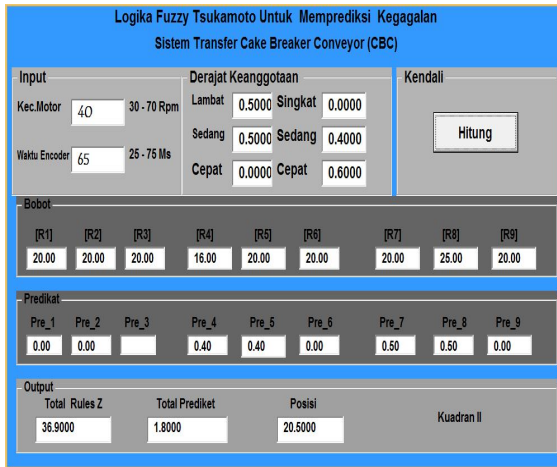 Logika Fuzzy Tsukamoto Untuk Memprediksi Kegagalan
Sistem Transfer Cake Breaker Conveyor (CBC)
Input
Kec.Motor 40 30 - 70 Rpm
Waktu Encoder 65 25 - 75 Ms
Derajat Keanggotaan
Lambat 0.5000 Singkat 0.0000
Sedang 0.5000 Sedang 0.4000
Cepat 0.0000 Cepat 0.6000
Kendali
Hitung
Bobot
[R1] [R2] [R3] [R4] [R5] [R6] [R7] [R8] [R9]
20.00 20.00 20.00 16.00 20.00 20.00 20.00 25.00 20.00
Predikat
Pre_1 Pre_2 Pre_3 Pre_4 Pre_5 Pre_6 Pre_7 Pre_8 Pre_9
0.00 0.00 0.40 0.40 0.00 0.50 0.50 0.00
Output
Total Rules Z Total Prediket Posisi
36.9000 1.8000 20.5000 Kuadran II